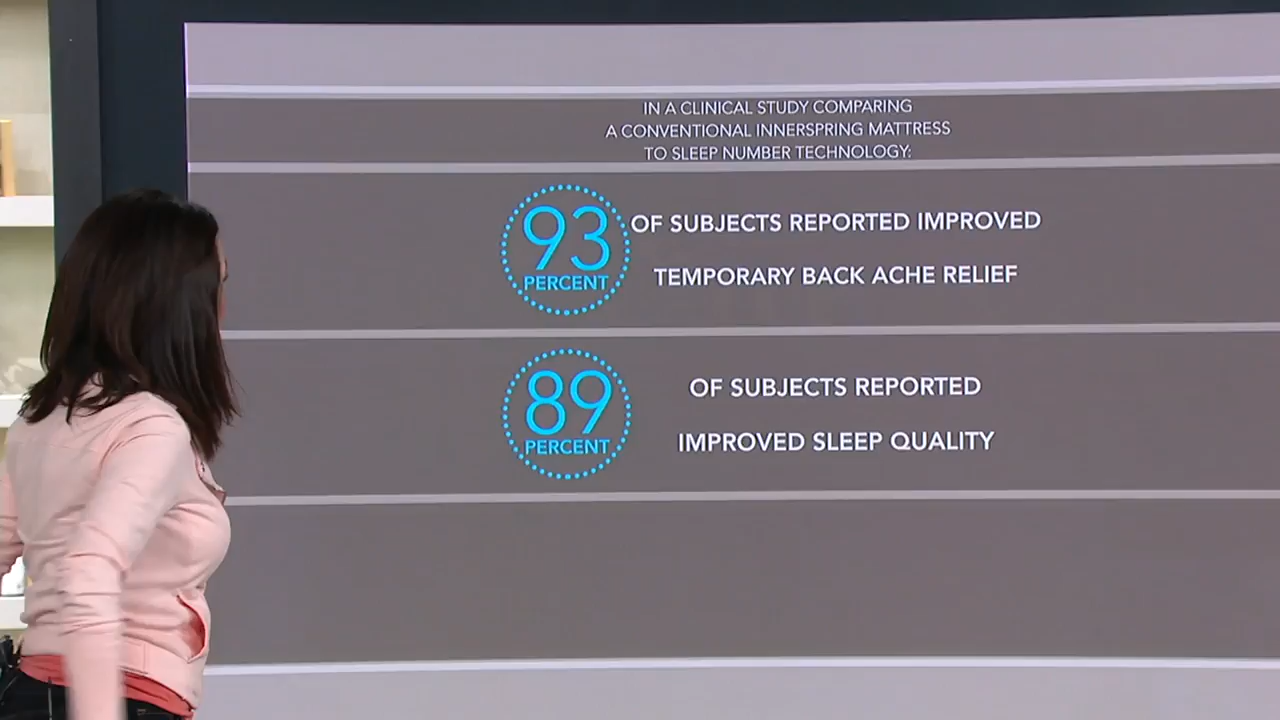 IN A CLINICAL STUDY COMPARING
A CONVENTIONAL INNERSPRING MATTRESS
TO SLEEP NUMBER TECHNOLOGY:
93
PERCENT
OF SUBJECTS REPORTED IMPROVED
TEMPORARY BACK ACHE RELIEF
89
PERCENT
OF SUBJECTS REPORTED
IMPROVED SLEEP QUALITY